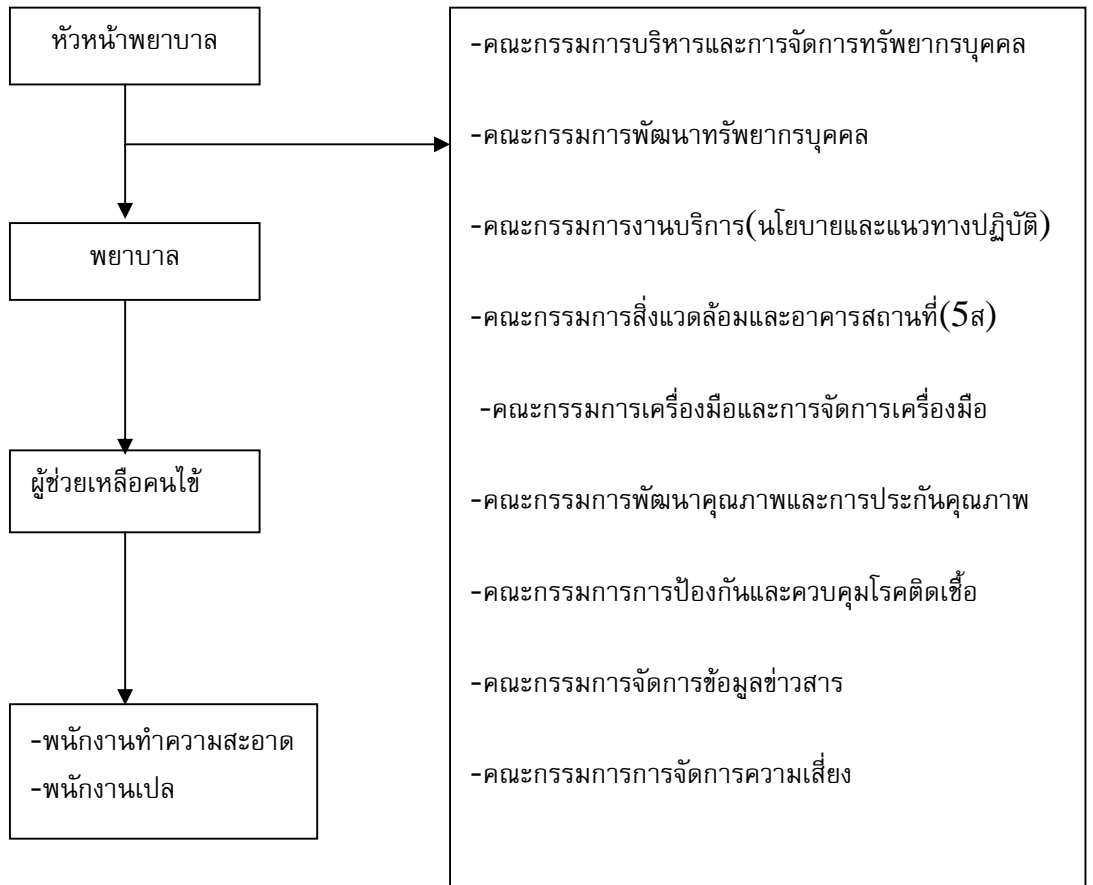 หัวหน้าพยาบาล
พยาบาล
ผู้ช่วยเหลือคนไข้
-พนักงานทำความสะอาด
-พนักงานเปล
-คณะกรรมการบริหารและการจัดการทรัพยากรบุคคล
-คณะกรรมการพัฒนาทรัพยากรบุคคล
-คณะกรรมการงานบริการ(นโยบายและแนวทางปฏิบัติ)
-คณะกรรมการสิ่งแวดล้อมและอาคารสถานที่(5ส)
-คณะกรรมการเครื่องมือและการจัดการเครื่องมือ
-คณะกรรมการพัฒนาคุณภาพและการประกันคุณภาพ
-คณะกรรมการการป้องกันและควบคุมโรคติดเชื้อ
-คณะกรรมการจัดการข้อมูลข่าวสาร
-คณะกรรมการการจัดการความเสี่ยง